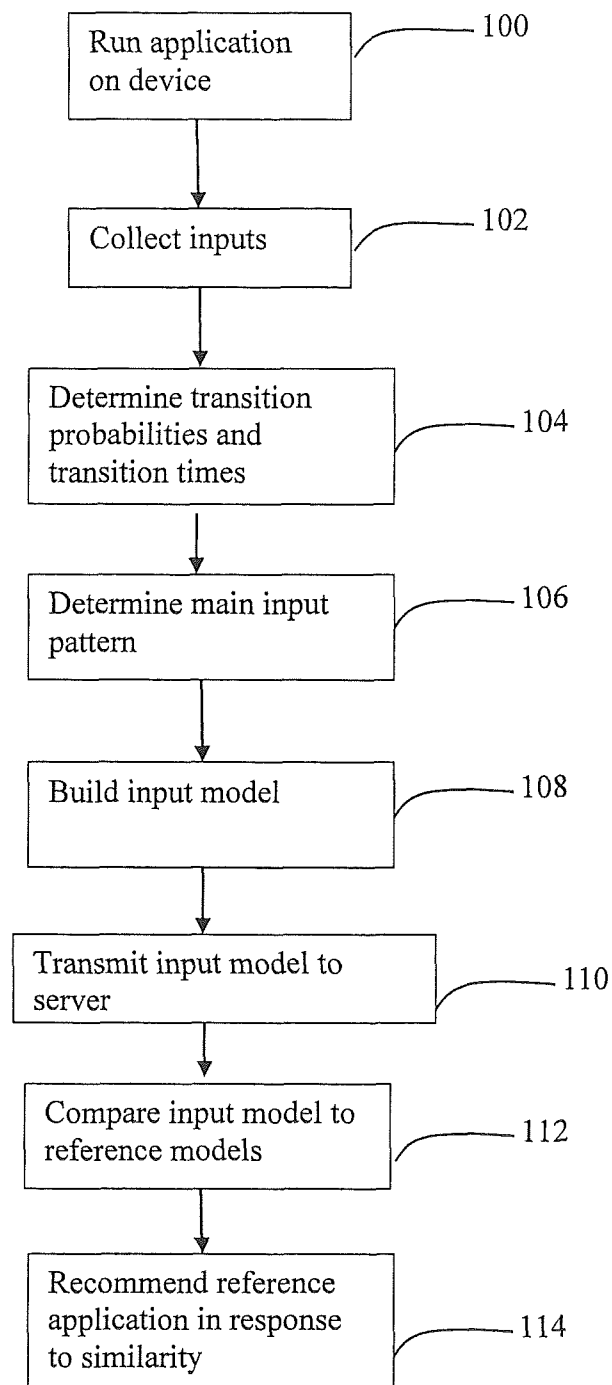 Run application
on device
100
Collect inputs
102
Determine transition
probabilities and
transition times
104
Determine main input
pattern
106
Build input model
108
Transmit input model to
server
110
Compare input model to
reference models
112
Recommend reference
application in response
to similarity
114